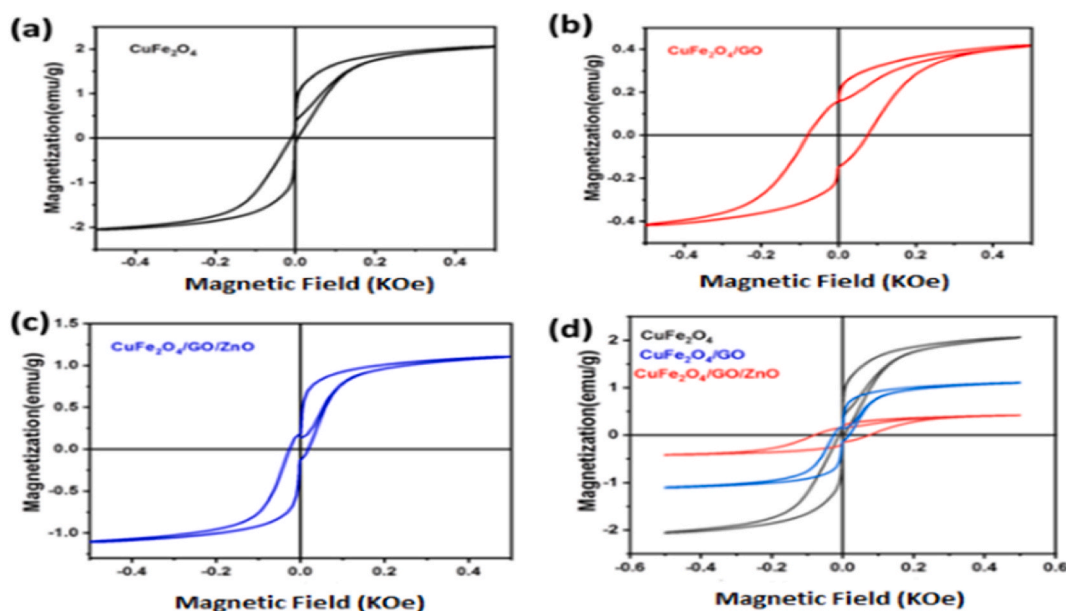 (a)
CuFe₂O₄
Magnetization(emu/g)
2
1
0
-1
-2
-0.4
-0.2
0.0
0.2
0.4
Magnetic Field (KOe)
(b)
CuFe₂O₄/GO
Magnetization(emu/g)
0.4
0.2
0.0
-0.2
-0.4
-0.4
-0.2
0.0
0.2
0.4
Magnetic Field (KOe)
(c)
CuFe₂O₄/GO/ZnO
Magnetization(emu/g)
1.5
1.0
0.5
0.0
-0.5
-1.0
-0.4
-0.2
0.0
0.2
0.4
Magnetic Field (KOe)
(d)
CuFe₂O₄
CuFe₂O₄/GO
CuFe₂O₄/GO/ZnO
Magnetization(emu/g)
2
1
0
-1
-2
-0.6
-0.4
-0.2
0.0
0.2
0.4
0.6
Magnetic Field (KOe)